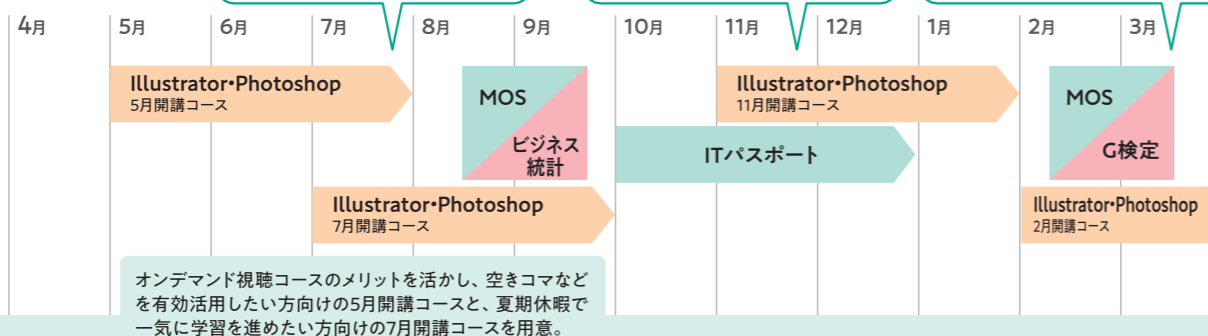 4月 5月 6月 7月 8月 9月 10月 11月 12月 1月 2月 3月
Illustrator・Photoshop
5月開講コース
MOS
ビジネス
統計
Illustrator・Photoshop
11月開講コース
MOS
G検定
ITパスポート
Illustrator・Photoshop
7月開講コース
Illustrator・Photoshop
2月開講コース
オンデマンド視聴コースのメリットを活かし、空きコマなど
を有効活用したい方向けの5月開講コースと、夏期休暇で
一気に学習を進めたい方向けの7月開講コースを用意。